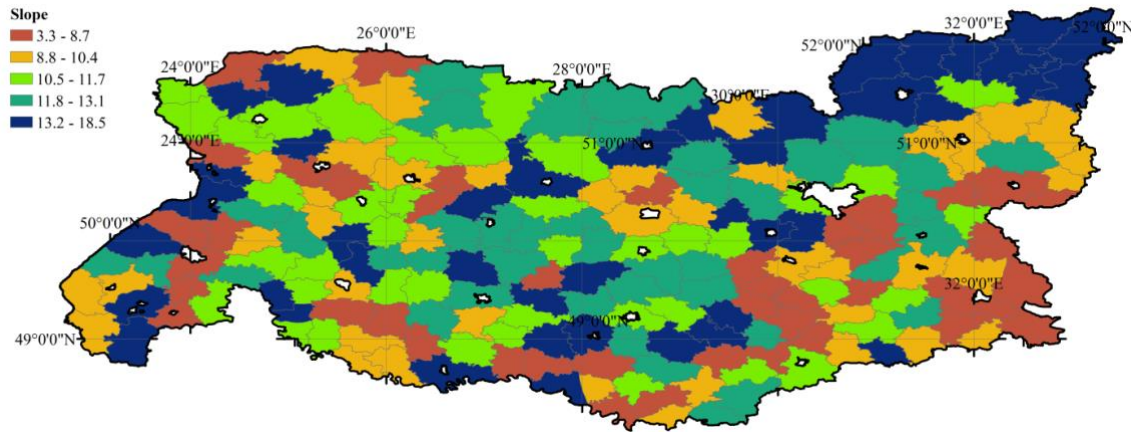 Slope
3.3 - 8.7
8.8 - 10.4
10.5 - 11.7
11.8 - 13.1
13.2 - 18.5
26°0'0"E
32°0'0"E
52°0'0"N
52°0'0"N
24°0'0"E
28°0'0"E
30°0'0"E
24°0'0"E
51°0'0"N
51°0'0"N
50°0'0"N
32°0'0"E
49°0'0"N
49°0'0"N